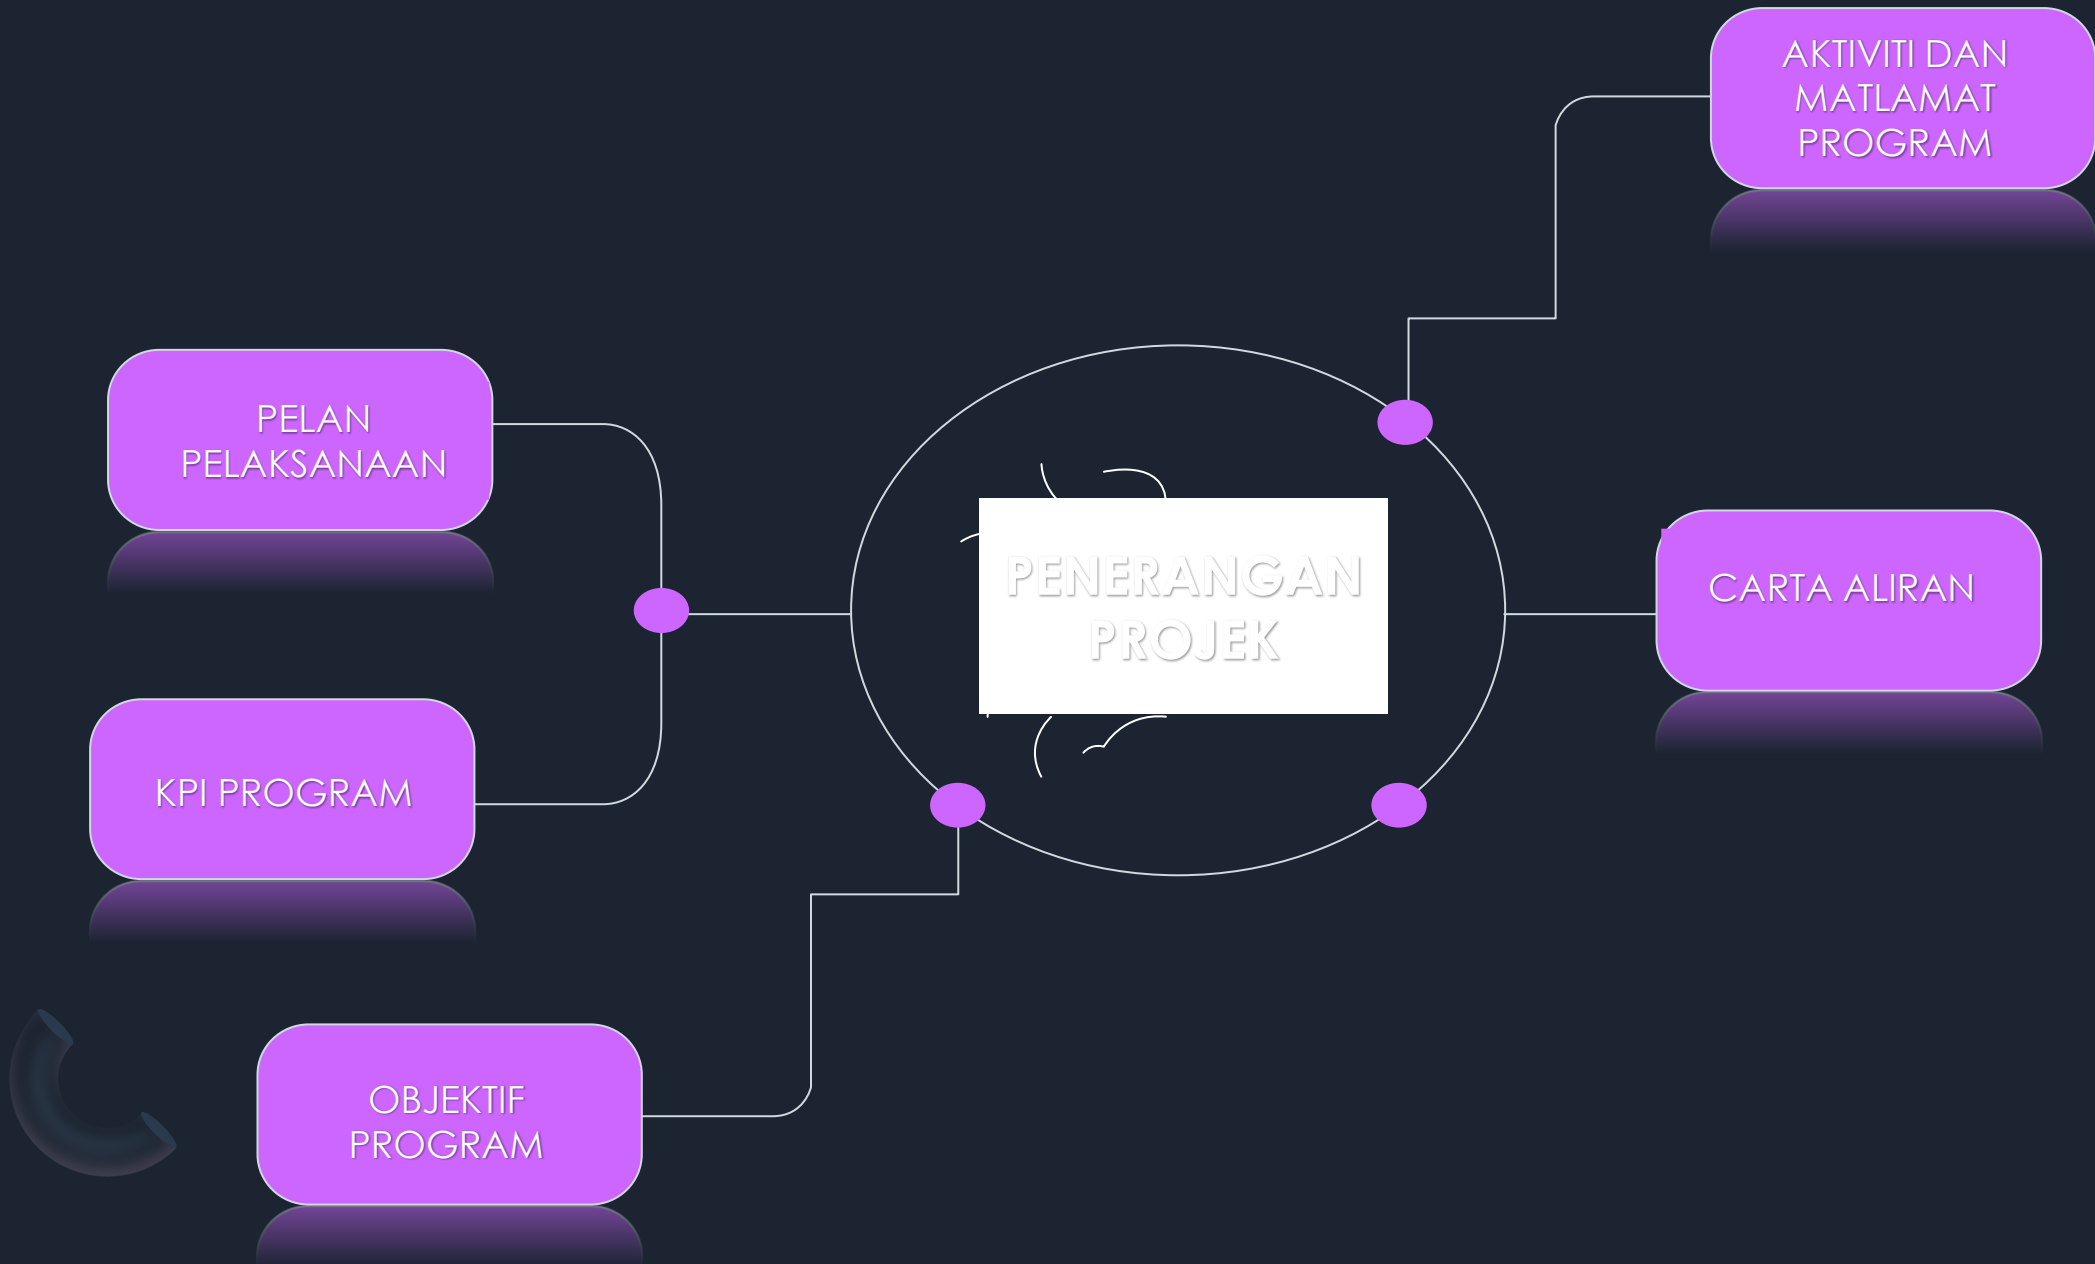 AKTIVITI DAN
MATLAMAT
PROGRAM
PELAN
PELAKSANAAN
PENERANGAN
PROJEK
CARTA ALIRAN
KPI PROGRAM
OBJEKTIF
PROGRAM